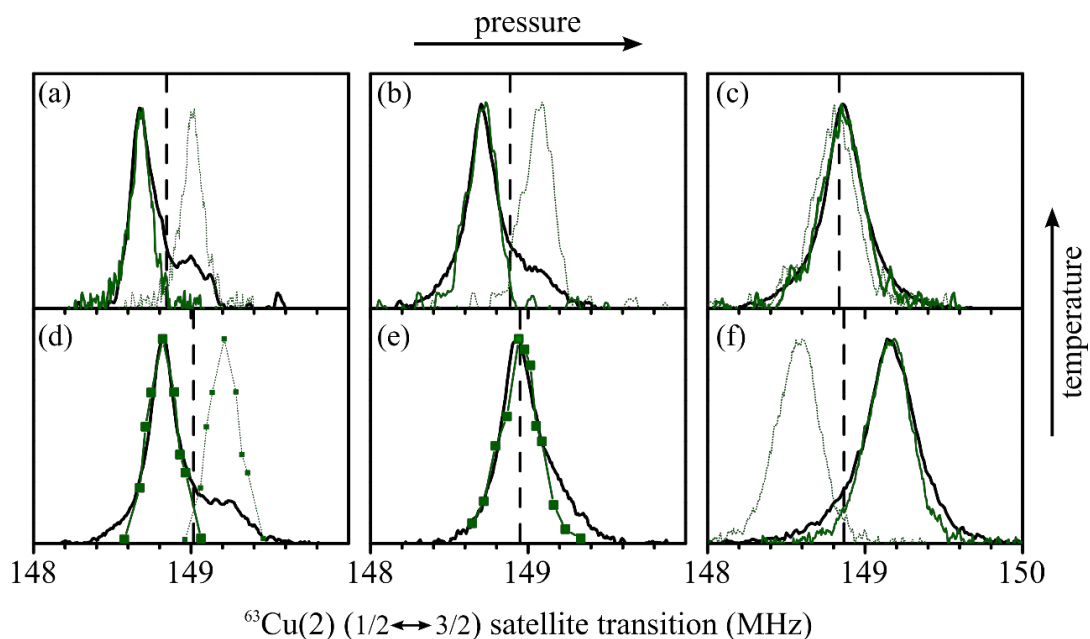 pressure
(a)
(b)
(c)
temperature
(d)
(e)
(f)
148
149
148
149
148
149
150
⁶³Cu(2) (1/2↔3/2) satellite transition (MHz)